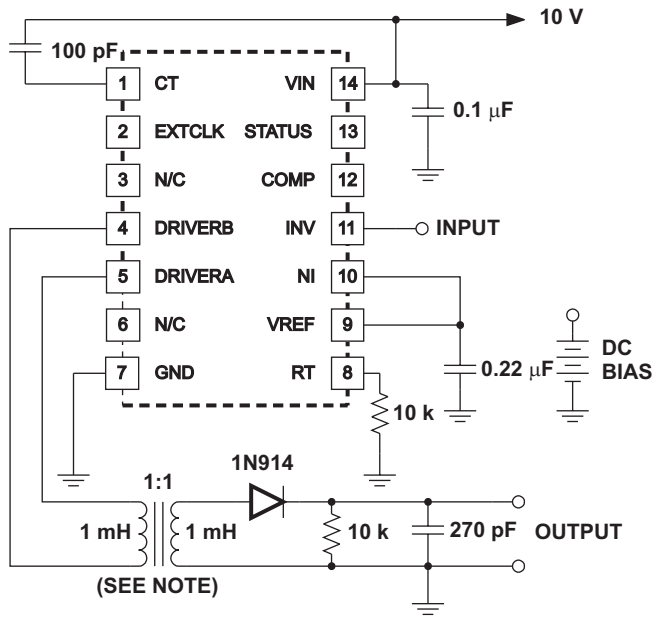 10 V
100 pF
1 CT VIN 14
0.1 μF
2 EXTCLK STATUS 13
3 N/C COMP 12
4 DRIVERB INV 11 INPUT
5 DRIVERA NI 10
6 N/C VREF 9
DC
BIAS
0.22 μF
7 GND RT 8
10 k
1N914
1:1
1 mH 1 mH 10 k 270 pF OUTPUT
(SEE NOTE)